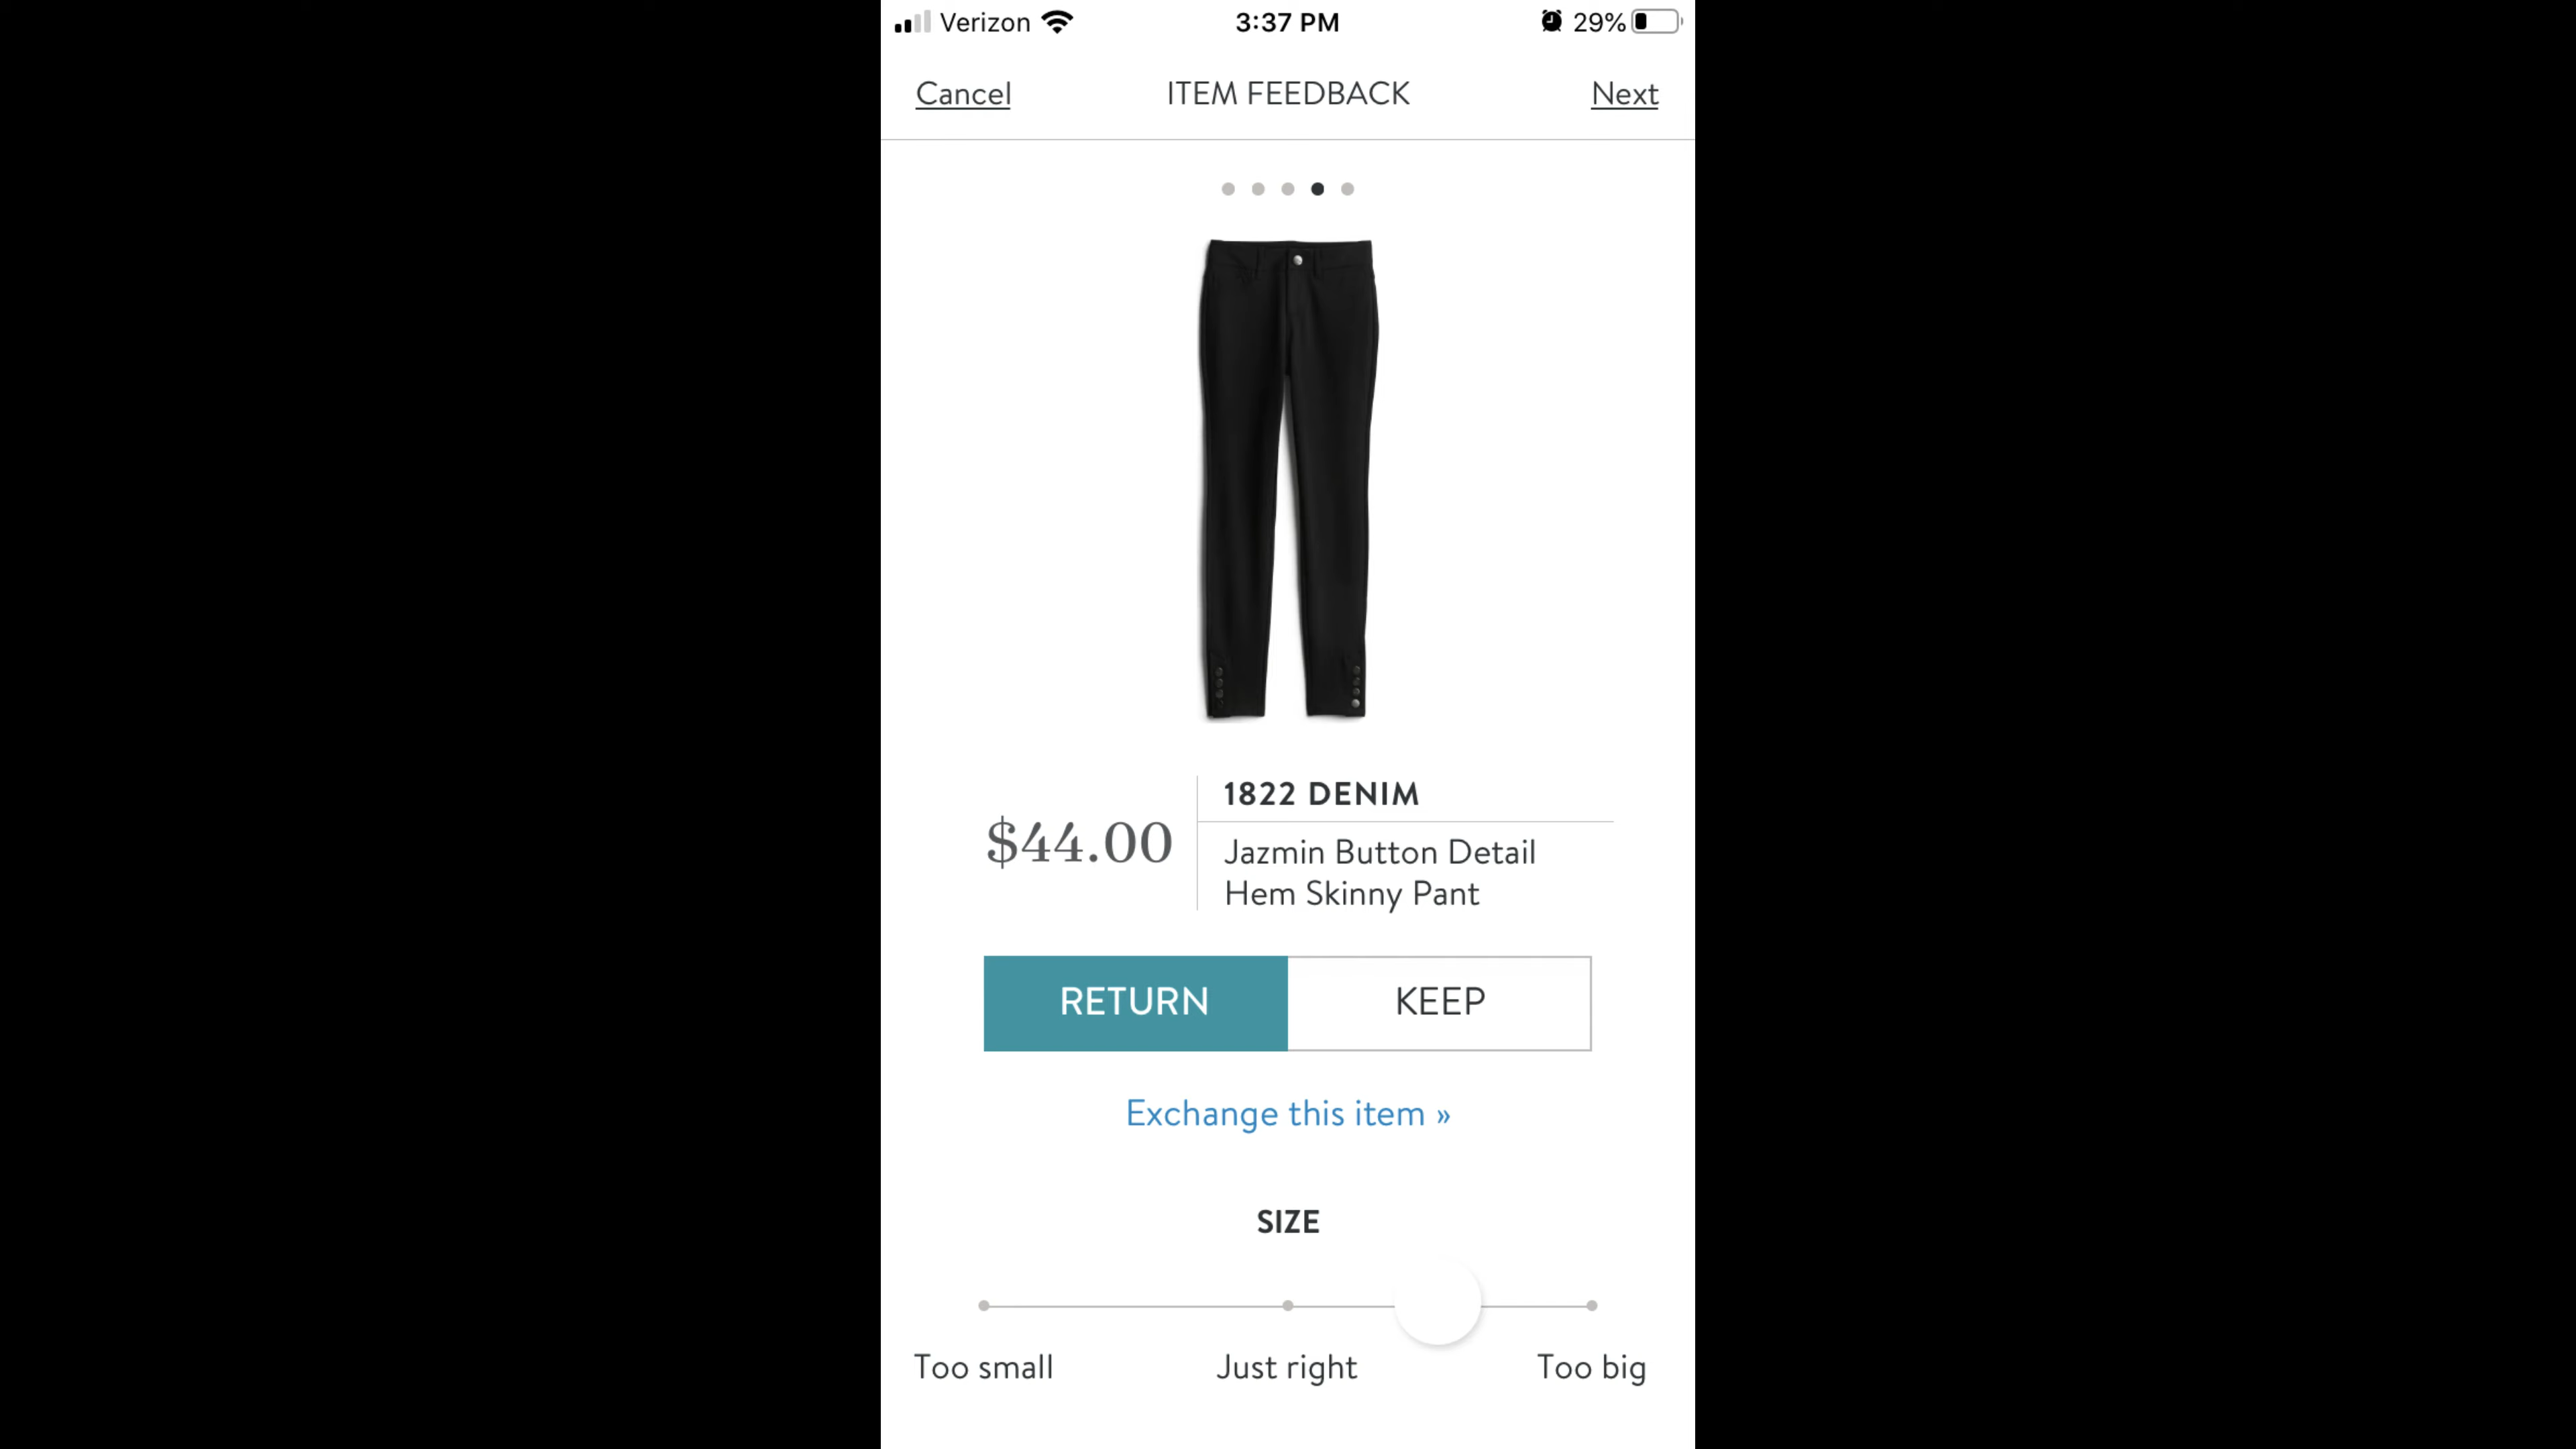 Verizon 3:37 PM 29%
Cancel ITEM FEEDBACK Next
1822 DENIM
$44.00
Jazmin Button Detail
Hem Skinny Pant
RETURN KEEP
Exchange this item »
SIZE
Too small Just right Too big